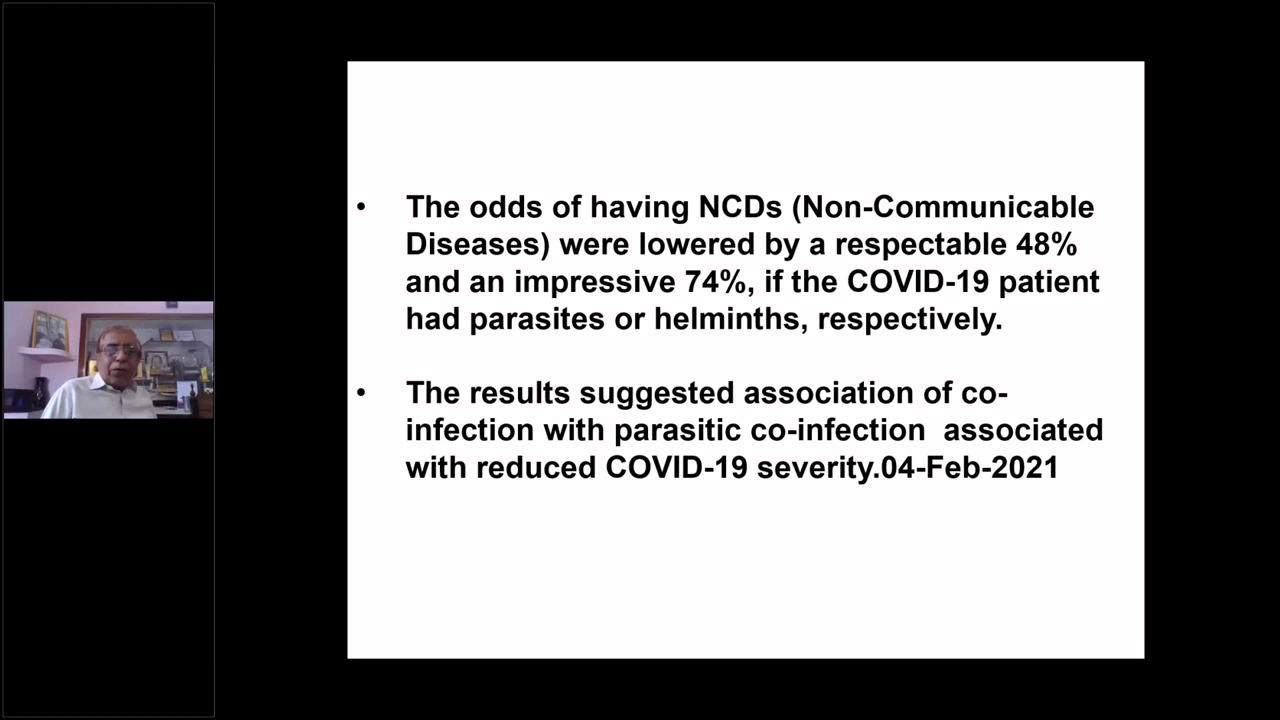 • The odds of having NCDs (Non-Communicable
Diseases) were lowered by a respectable 48%
and an impressive 74%, if the COVID-19 patient
had parasites or helminths, respectively.
• The results suggested association of co-
infection with parasitic co-infection  associated
with reduced COVID-19 severity.04-Feb-2021